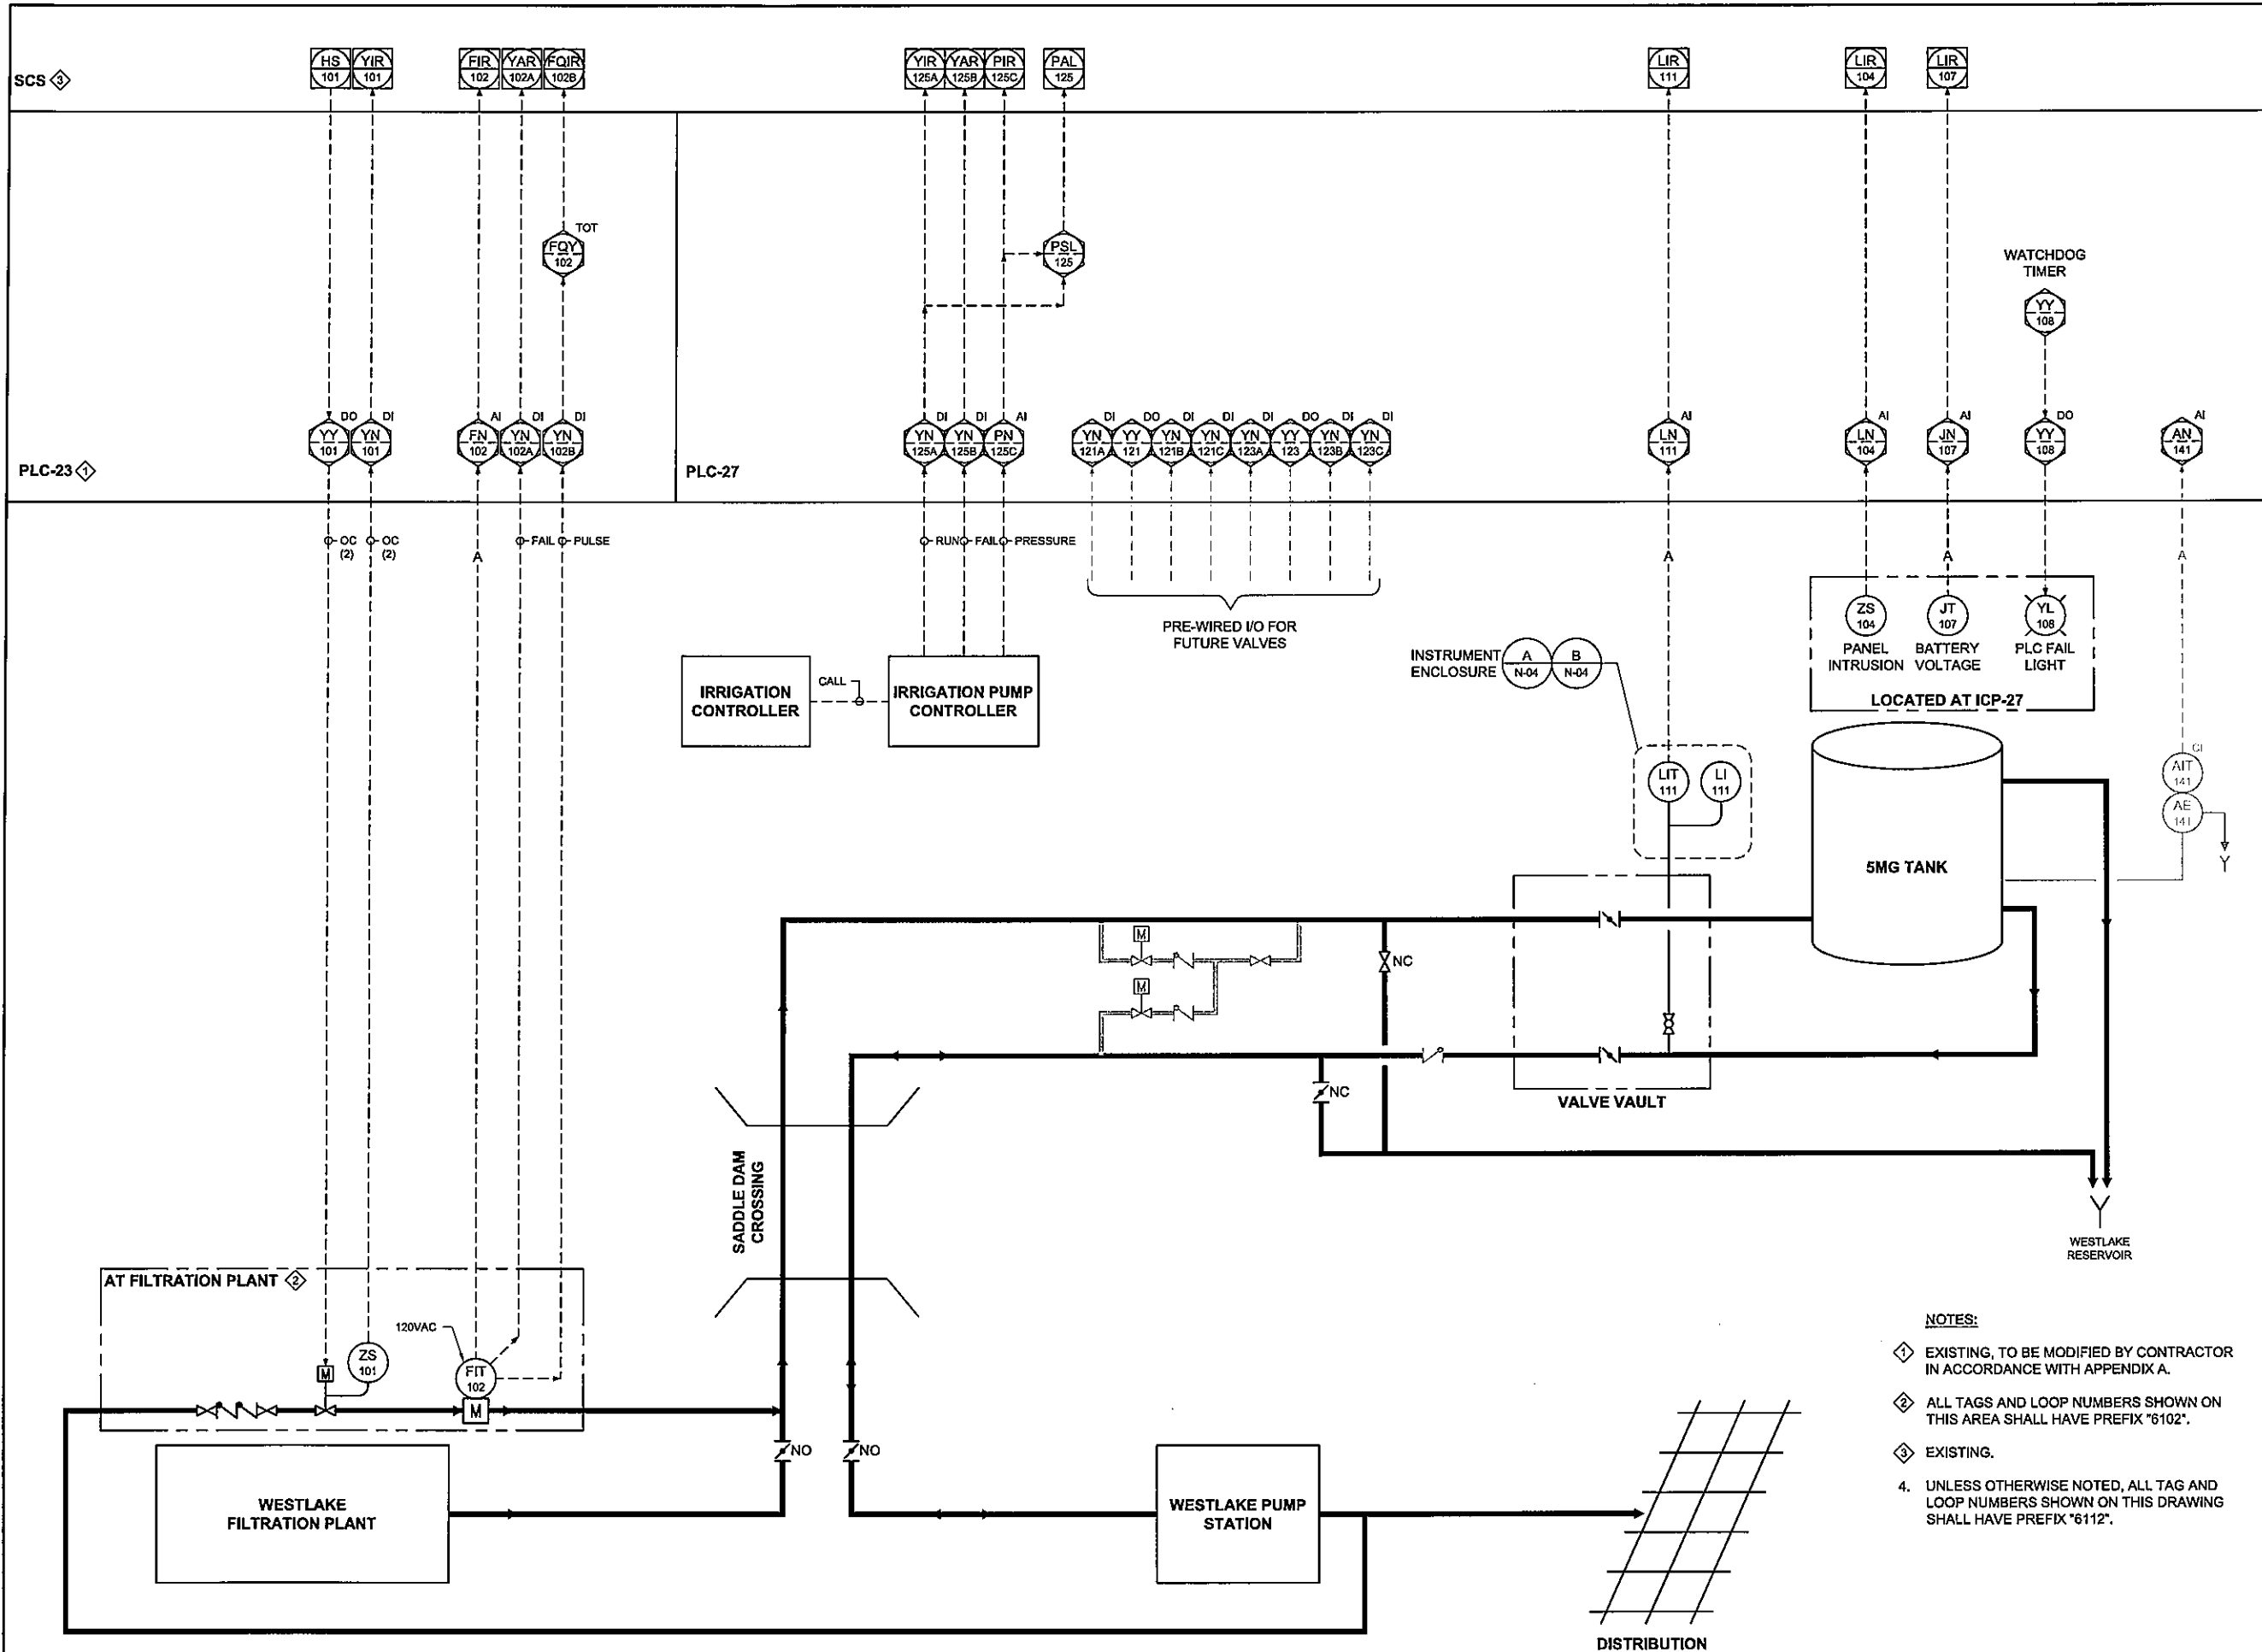 SCS 3
HS 101
YIR 101
FIR 102
YAR 102A
FQIR 102B
YIR 125A
YAR 125B
PIR 125C
PAL 125
LIR 111
LIR 104
LIR 107
FQY 102
TOT
PSL 125
WATCHDOG
TIMER
YY 108
YY 101
DO
YN 101
DI
FN 102
AI
YN 102A
DI
YN 102B
DI
YN 125A
DI
YN 125B
DI
PN 125C
AI
YN 121A
DI
YY 121
DO
YN 121B
DI
YN 121C
DI
YN 123A
DI
YY 123
DO
YN 123B
DI
YN 123C
DI
LN 111
AI
LN 104
AI
JN 107
AI
YY 108
DO
AN 141
AI
PLC-23 1
PLC-27
OC
(2)
OC
(2)
A
FAIL
PULSE
RUN
FAIL
PRESSURE
A
A
A
PRE-WIRED I/O FOR
FUTURE VALVES
ZS 104
PANEL
INTRUSION
JT 107
BATTERY
VOLTAGE
YL 108
PLC FAIL
LIGHT
LOCATED AT ICP-27
INSTRUMENT
ENCLOSURE
A N-04
B N-04
IRRIGATION
CONTROLLER
CALL
IRRIGATION PUMP
CONTROLLER
LIT 111
LI 111
AIT 141
AE 141
5MG TANK
M
M
NC
NC
VALVE VAULT
SADDLE DAM
CROSSING
WESTLAKE
RESERVOIR
AT FILTRATION PLANT 2
120VAC
M
ZS 101
FIT 102
M
NO
NO
WESTLAKE
FILTRATION PLANT
WESTLAKE PUMP
STATION
DISTRIBUTION
NOTES:
1 EXISTING, TO BE MODIFIED BY CONTRACTOR
IN ACCORDANCE WITH APPENDIX A.
2 ALL TAGS AND LOOP NUMBERS SHOWN ON
THIS AREA SHALL HAVE PREFIX "6102".
3 EXISTING.
4. UNLESS OTHERWISE NOTED, ALL TAG AND
LOOP NUMBERS SHOWN ON THIS DRAWING
SHALL HAVE PREFIX "6112".